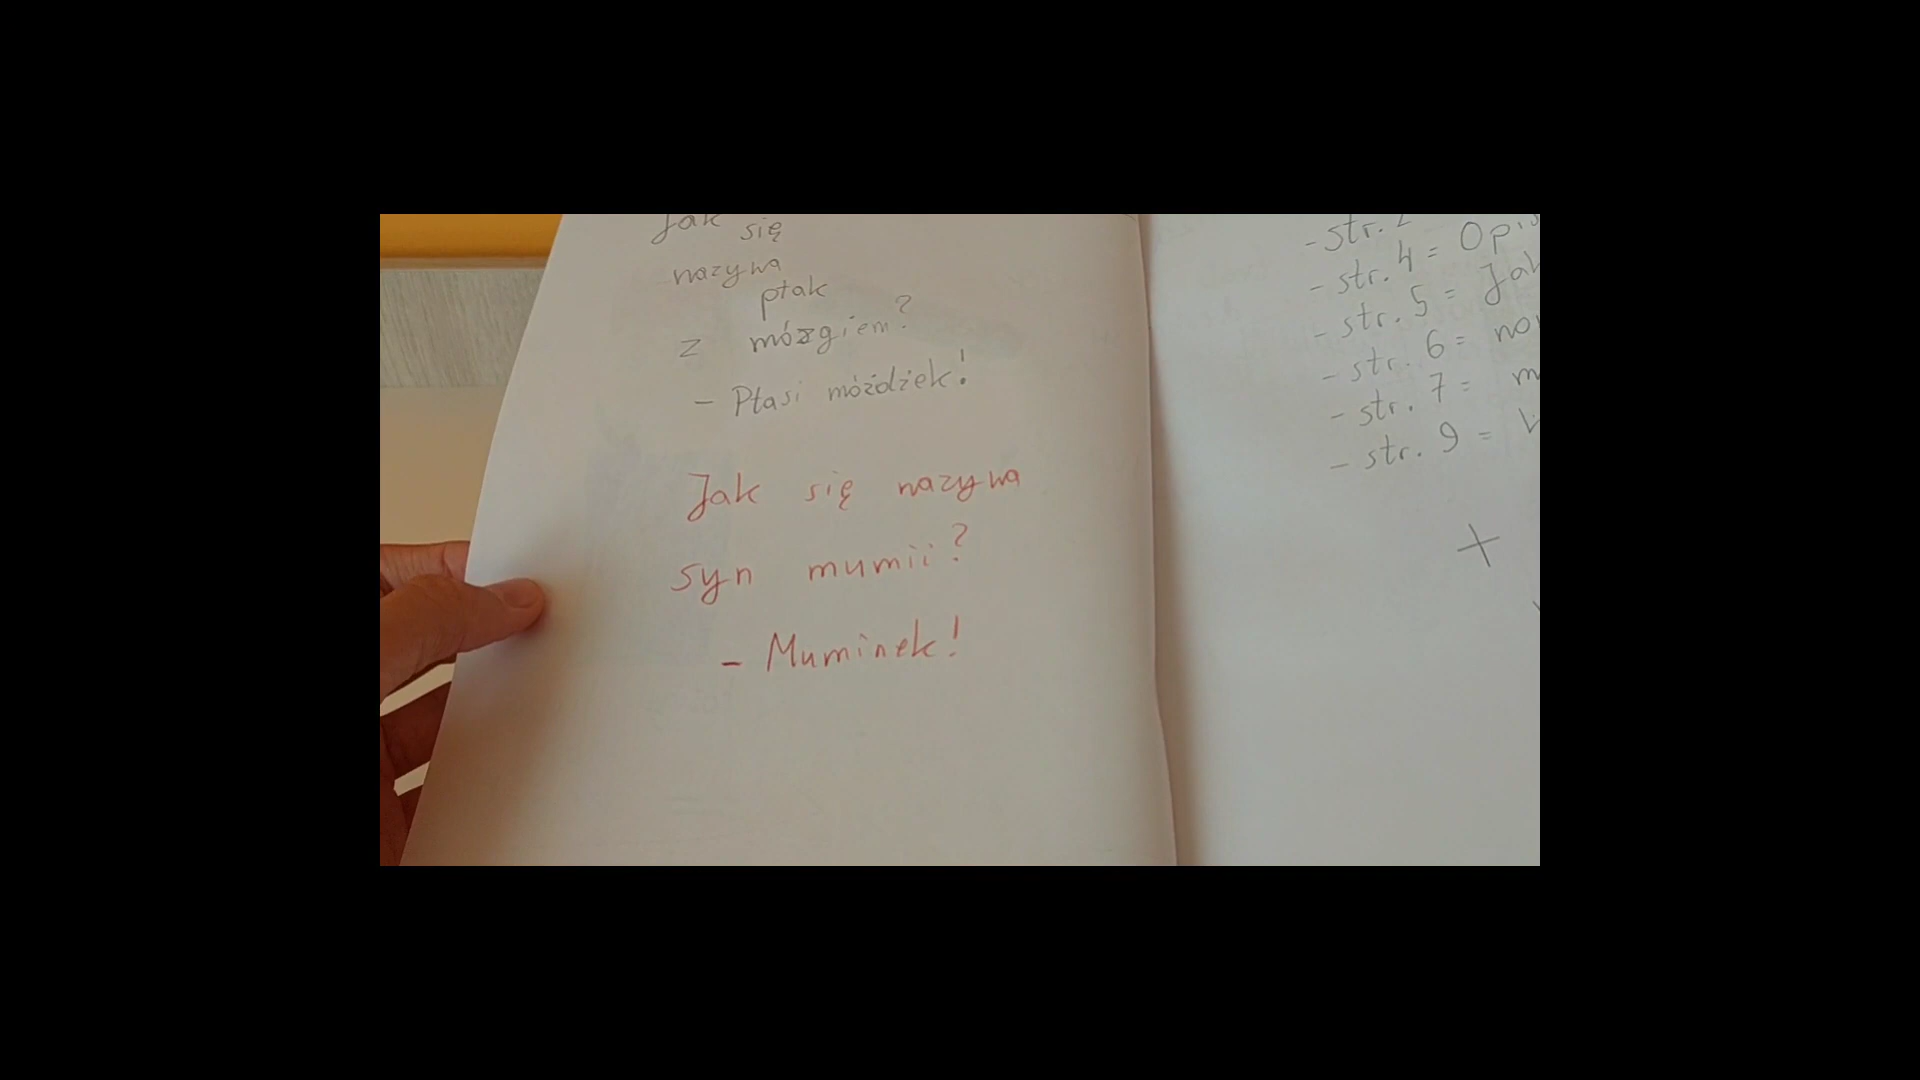 Jak się
nazywa
ptak
z mózgiem?
- Ptasi móżdżek!
Jak się nazywa
syn mumii?
- Muminek!
- str.
- str. 4 =
- str. 5 =
- str. 6 =
- str. 7 =
- str. 9 =
+